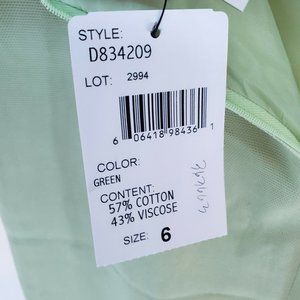 STYLE:
D834209
LOT: 2994
6 06418 98436 1
COLOR:
GREEN
CONTENT:
57% COTTON
43% VISCOSE
SIZE: 6